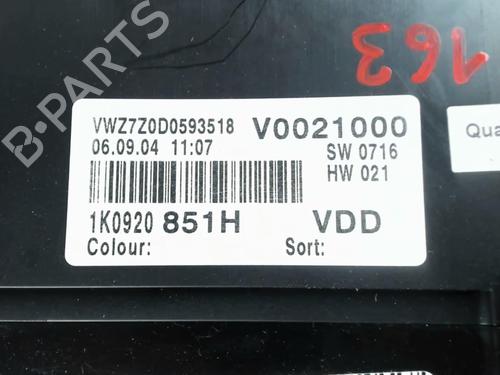 163
VWZ7Z0D0593518 V0021000
06.09.04 11:07 SW 0716
HW 021
Qua
1K0920 851H VDD
Colour: Sort:
B-PARTS